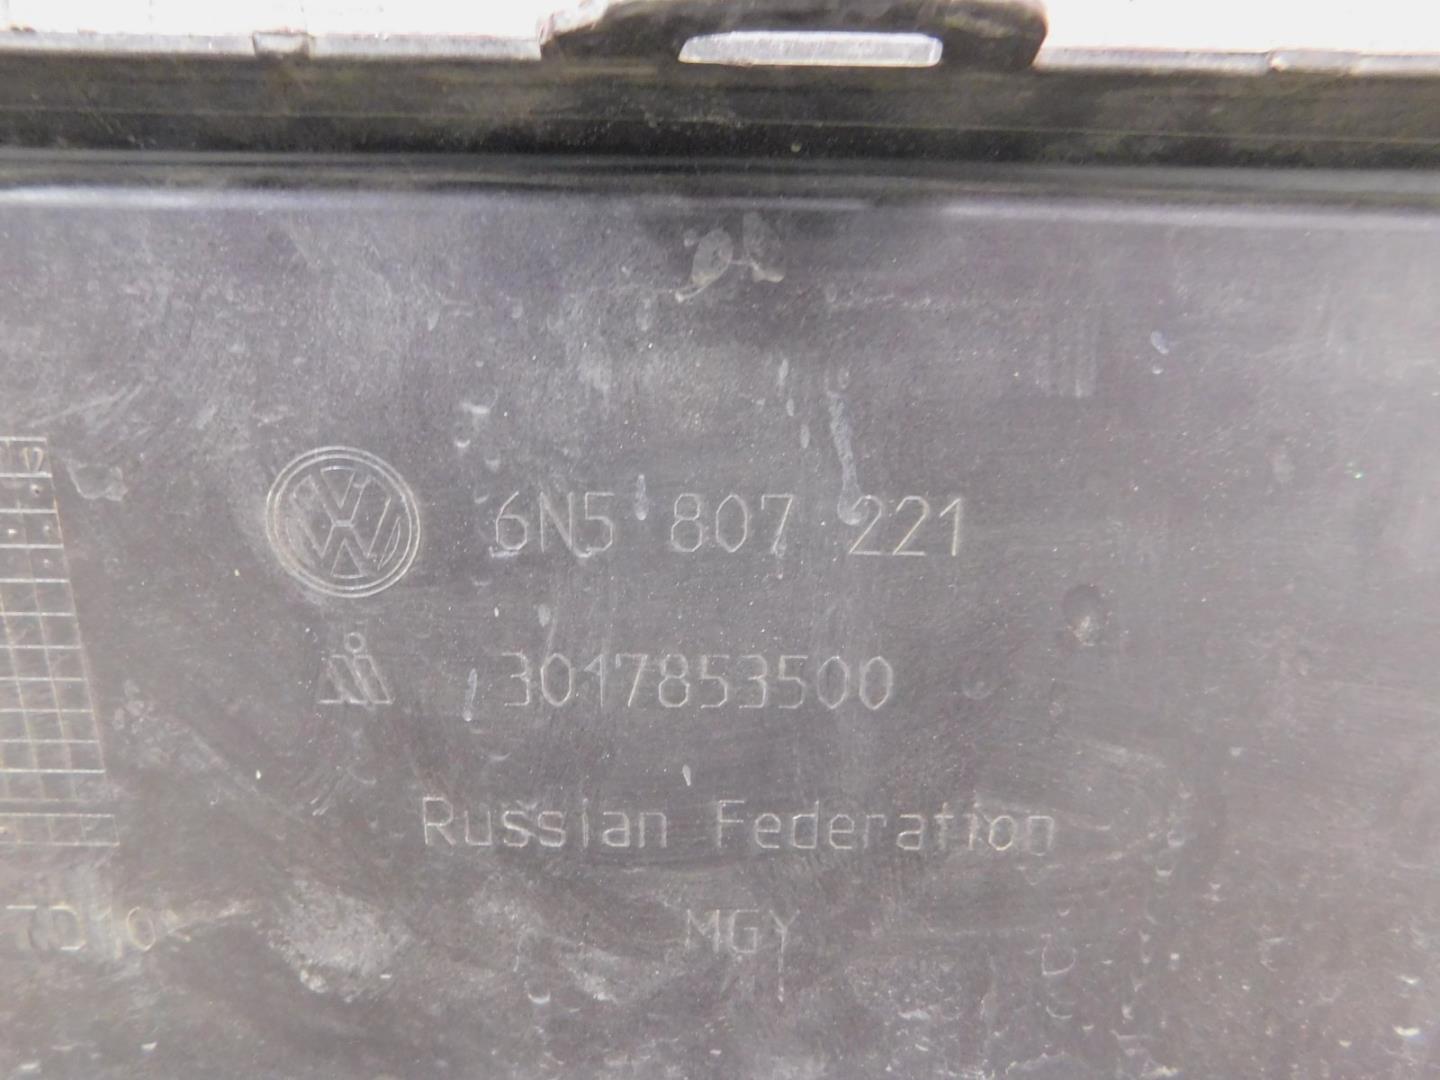 6N5 807 221
3017853500
Russian Federation
MGY